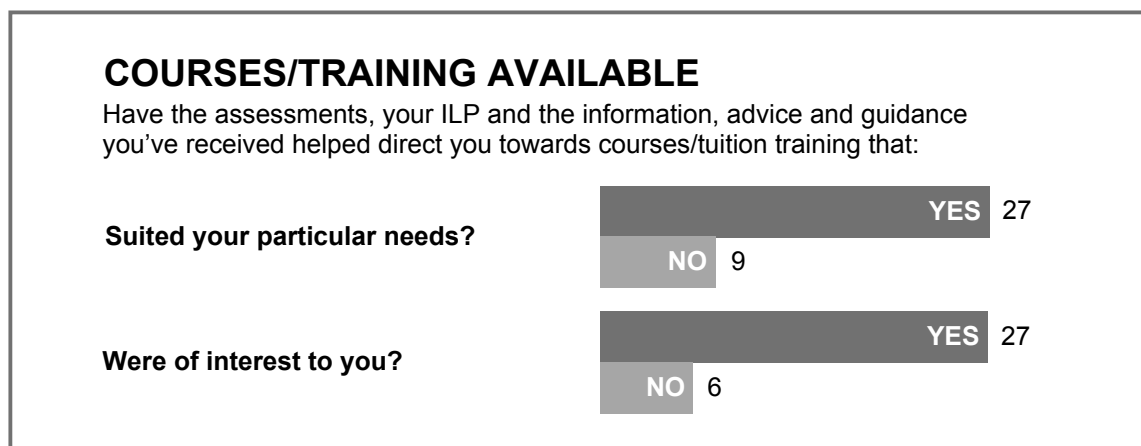 COURSES/TRAINING AVAILABLE
Have the assessments, your ILP and the information, advice and guidance
you've received helped direct you towards courses/tuition training that:
Suited your particular needs?
YES 27
NO 9
Were of interest to you?
YES 27
NO 6